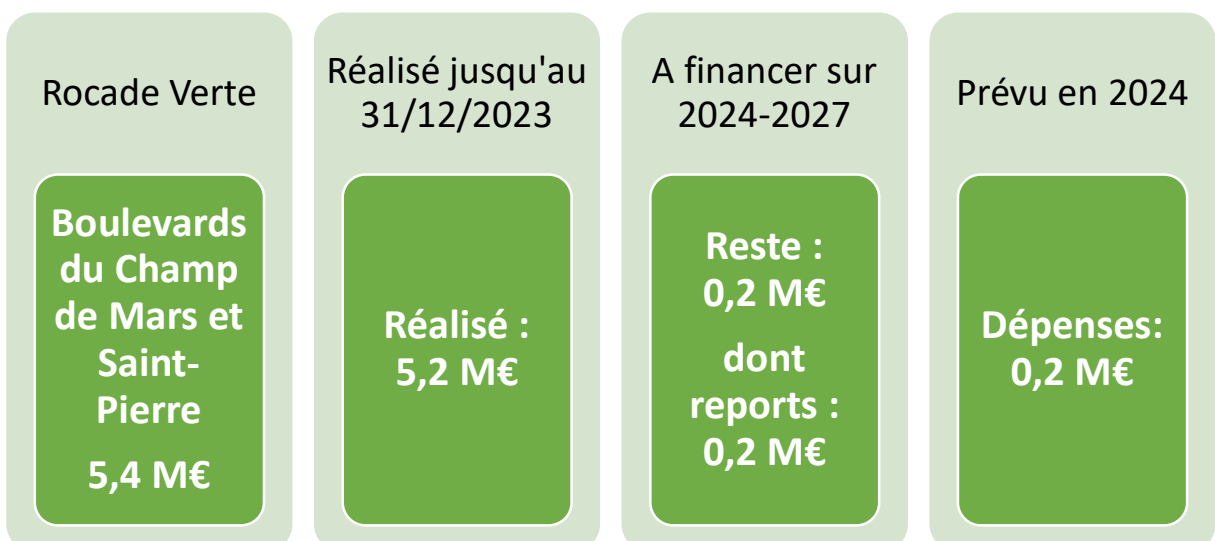 Rocade Verte
Boulevards
du Champ
de Mars et
Saint-
Pierre
5,4 M€
Réalisé jusqu'au
31/12/2023
Réalisé :
5,2 M€
A financer sur
2024-2027
Reste :
0,2 M€
dont
reports :
0,2 M€
Prévu en 2024
Dépenses:
0,2 M€